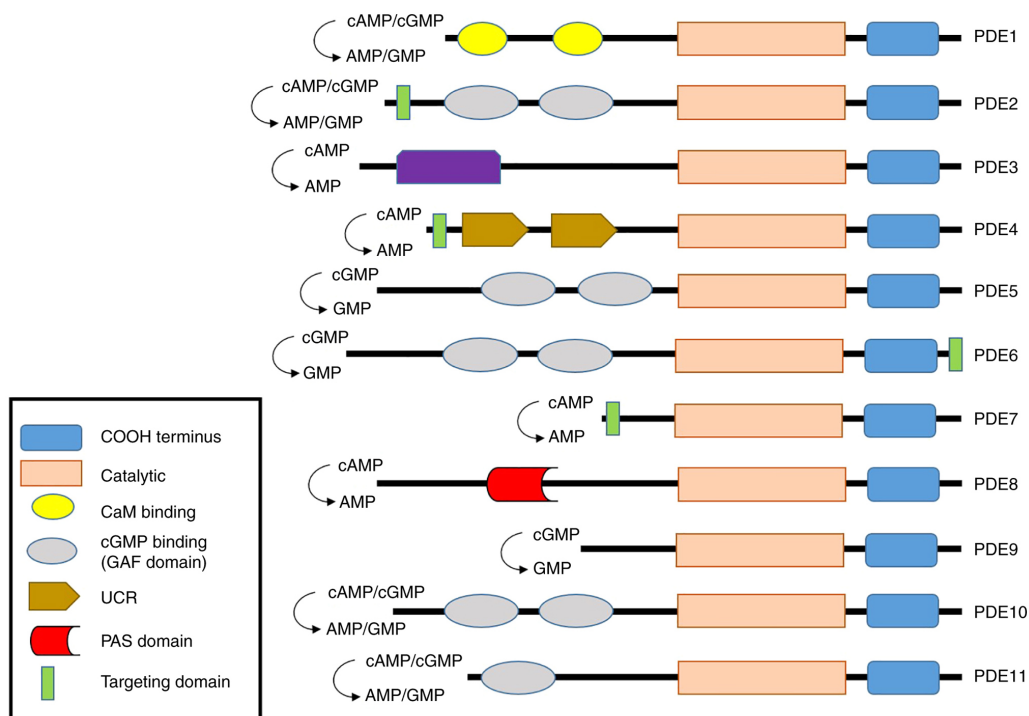 cAMP/cGMP
AMP/GMP
PDE1
cAMP/cGMP
AMP/GMP
PDE2
cAMP
AMP
PDE3
cAMP
AMP
PDE4
cGMP
GMP
PDE5
cGMP
GMP
PDE6
cAMP
AMP
PDE7
cAMP
AMP
PDE8
cGMP
GMP
PDE9
cAMP/cGMP
AMP/GMP
PDE10
cAMP/cGMP
AMP/GMP
PDE11
COOH terminus
Catalytic
CaM binding
cGMP binding
(GAF domain)
UCR
PAS domain
Targeting domain